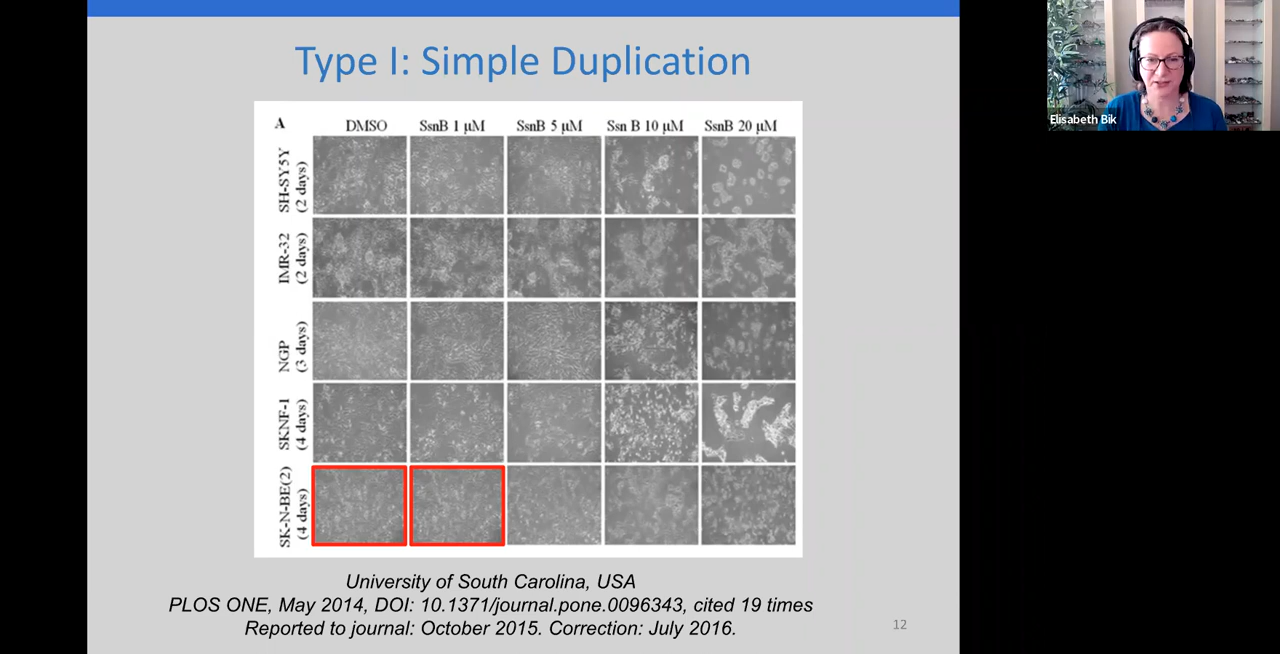 Type I: Simple Duplication
Elisabeth Bik
A
DMSO SsnB 1 µM SsnB 5 µM Ssn B 10 µM SsnB 20 µM
SH-SY5Y
(2 days)
IMR-32
(2 days)
NGP
(3 days)
SKNF-1
(4 days)
SK-N-BE(2)
(4 days)
University of South Carolina, USA
PLOS ONE, May 2014, DOI: 10.1371/journal.pone.0096343, cited 19 times
Reported to journal: October 2015. Correction: July 2016.
12